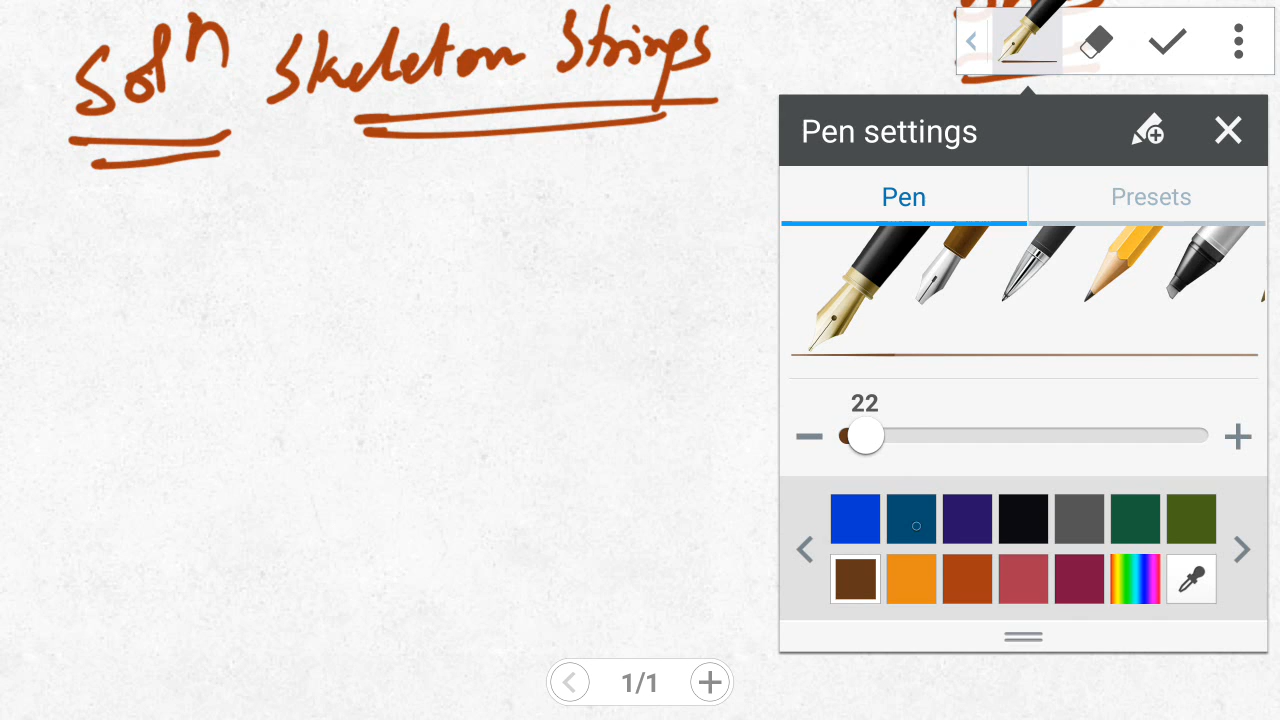 Solⁿ Skeleton Strings
Pen settings
Pen
Presets
22
1/1